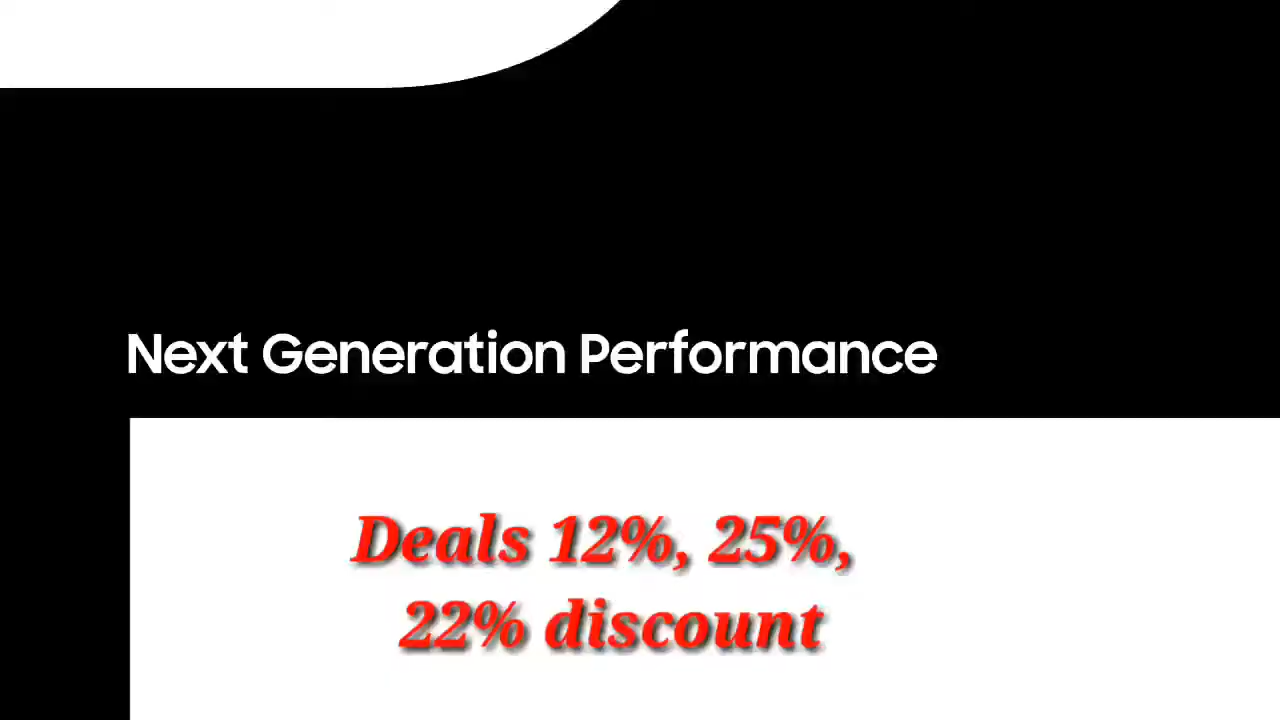 Next Generation Performance
Deals 12%, 25%,
22% discount